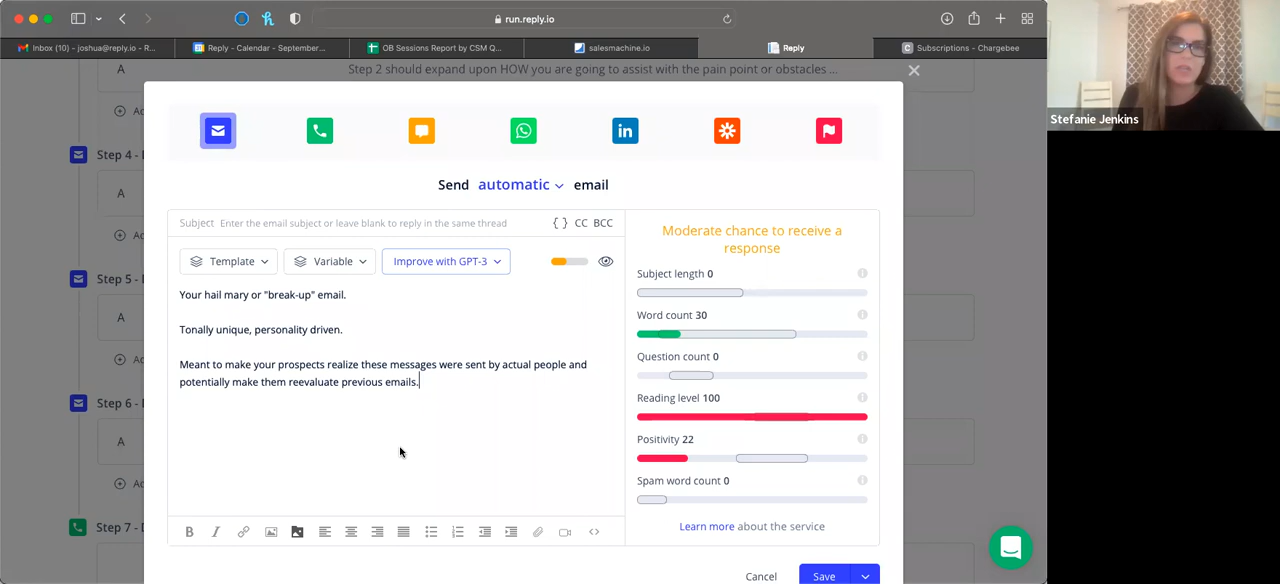 run.reply.io
Inbox (10) - joshua@reply.io - R...
Reply - Calendar - September...
OB Sessions Report by CSM Q...
salesmachine.io
Reply
Subscriptions - Chargebee
A
Step 2 should expand upon HOW you are going to assist with the pain point or obstacles ...
Step 4 -
A
Step 5 -
A
Step 6 -
A
Step 7 -
Send automatic email
Subject Enter the email subject or leave blank to reply in the same thread
{ } CC BCC
Template
Variable
Improve with GPT-3
Your hail mary or "break-up" email.
Tonally unique, personality driven.
Meant to make your prospects realize these messages were sent by actual people and
potentially make them reevaluate previous emails.
Moderate chance to receive a
response
Subject length 0
Word count 30
Question count 0
Reading level 100
Positivity 22
Spam word count 0
Learn more about the service
Cancel
Save
Stefanie Jenkins